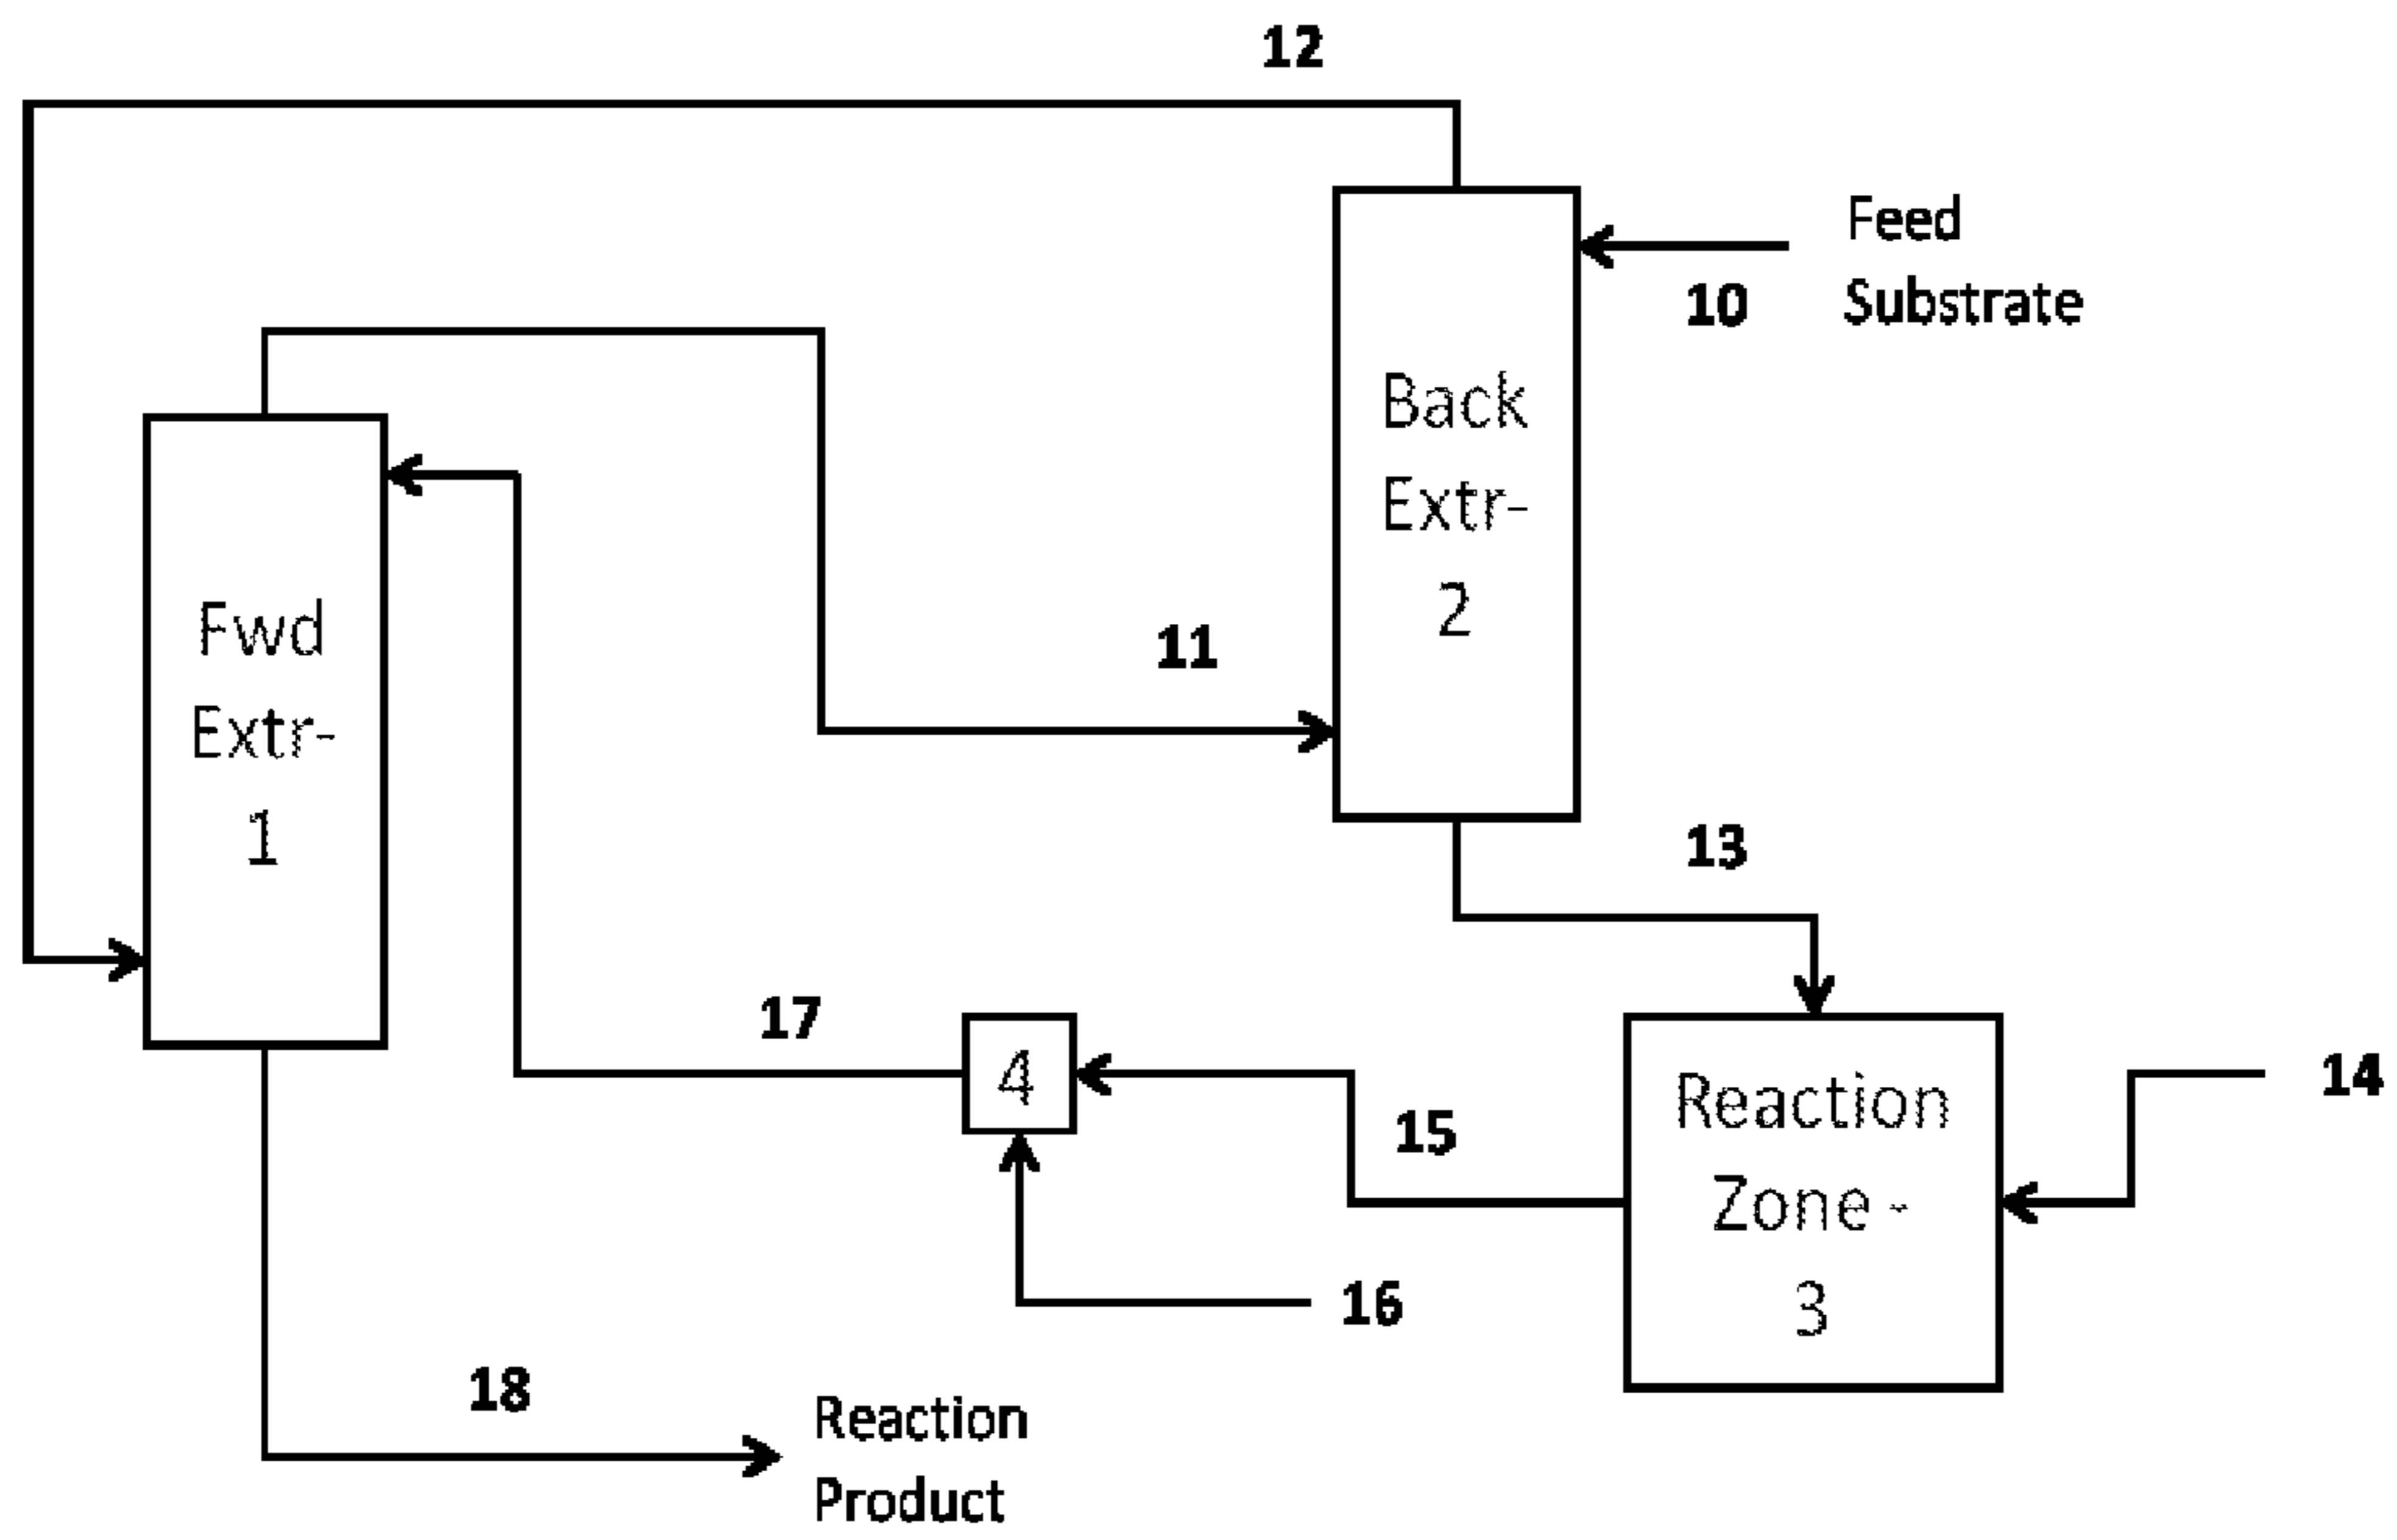 12
Feed
10
Substrate
Back
Extr-
2
11
Fwd
Extr-
1
13
17
4
15
16
Reaction
Zone -
3
14
18
Reaction
Product